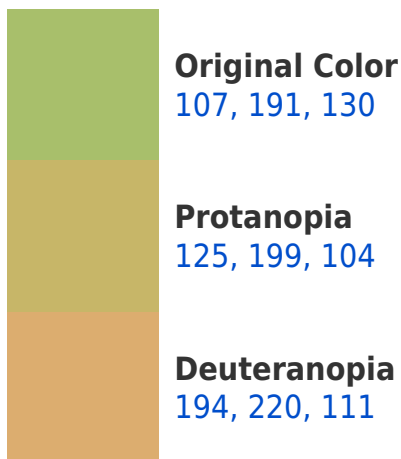 Original Color
107, 191, 130
Protanopia
125, 199, 104
Deuteranopia
194, 220, 111